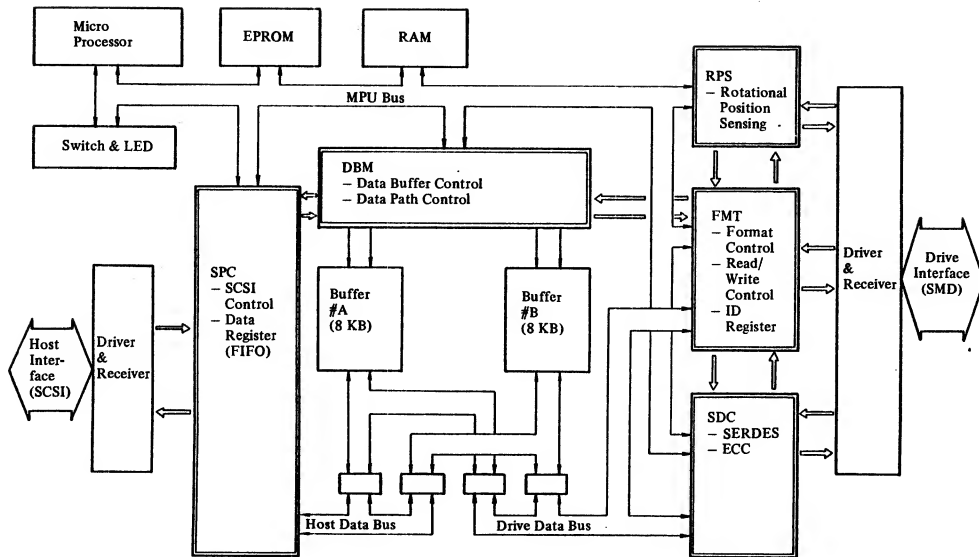 Micro
Processor
EPROM
RAM
MPU Bus
Switch & LED
RPS
– Rotational
Position
Sensing
DBM
– Data Buffer Control
– Data Path Control
SPC
– SCSI
Control
– Data
Register
(FIFO)
Buffer
#A
(8 KB)
Buffer
#B
(8 KB)
FMT
– Format
Control
– Read/
Write
Control
– ID
Register
Driver
&
Receiver
Drive
Interface
(SMD)
Host
Inter-
face
(SCSI)
Driver
&
Receiver
SDC
– SERDES
– ECC
Host Data Bus
Drive Data Bus